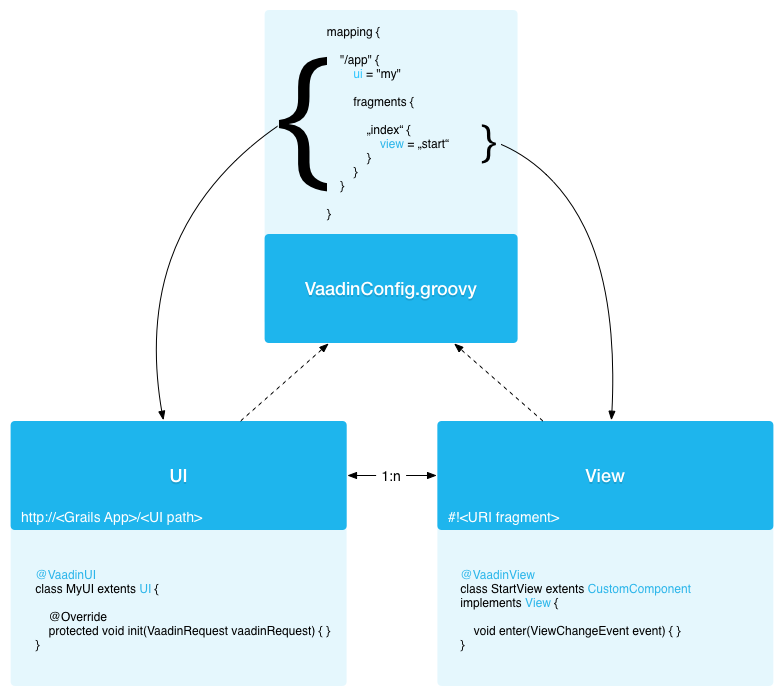 mapping {
"/app" {
ui = "my"
fragments {
„index“ {
view = „start“
}
}
}
}
{
}
VaadinConfig.groovy
UI
http://<Grails App>/<UI path>
1:n
View
#!<URI fragment>
@VaadinUI
class MyUI extents UI {
@Override
protected void init(VaadinRequest vaadinRequest) { }
}
@VaadinView
class StartView extents CustomComponent
implements View {
void enter(ViewChangeEvent event) { }
}